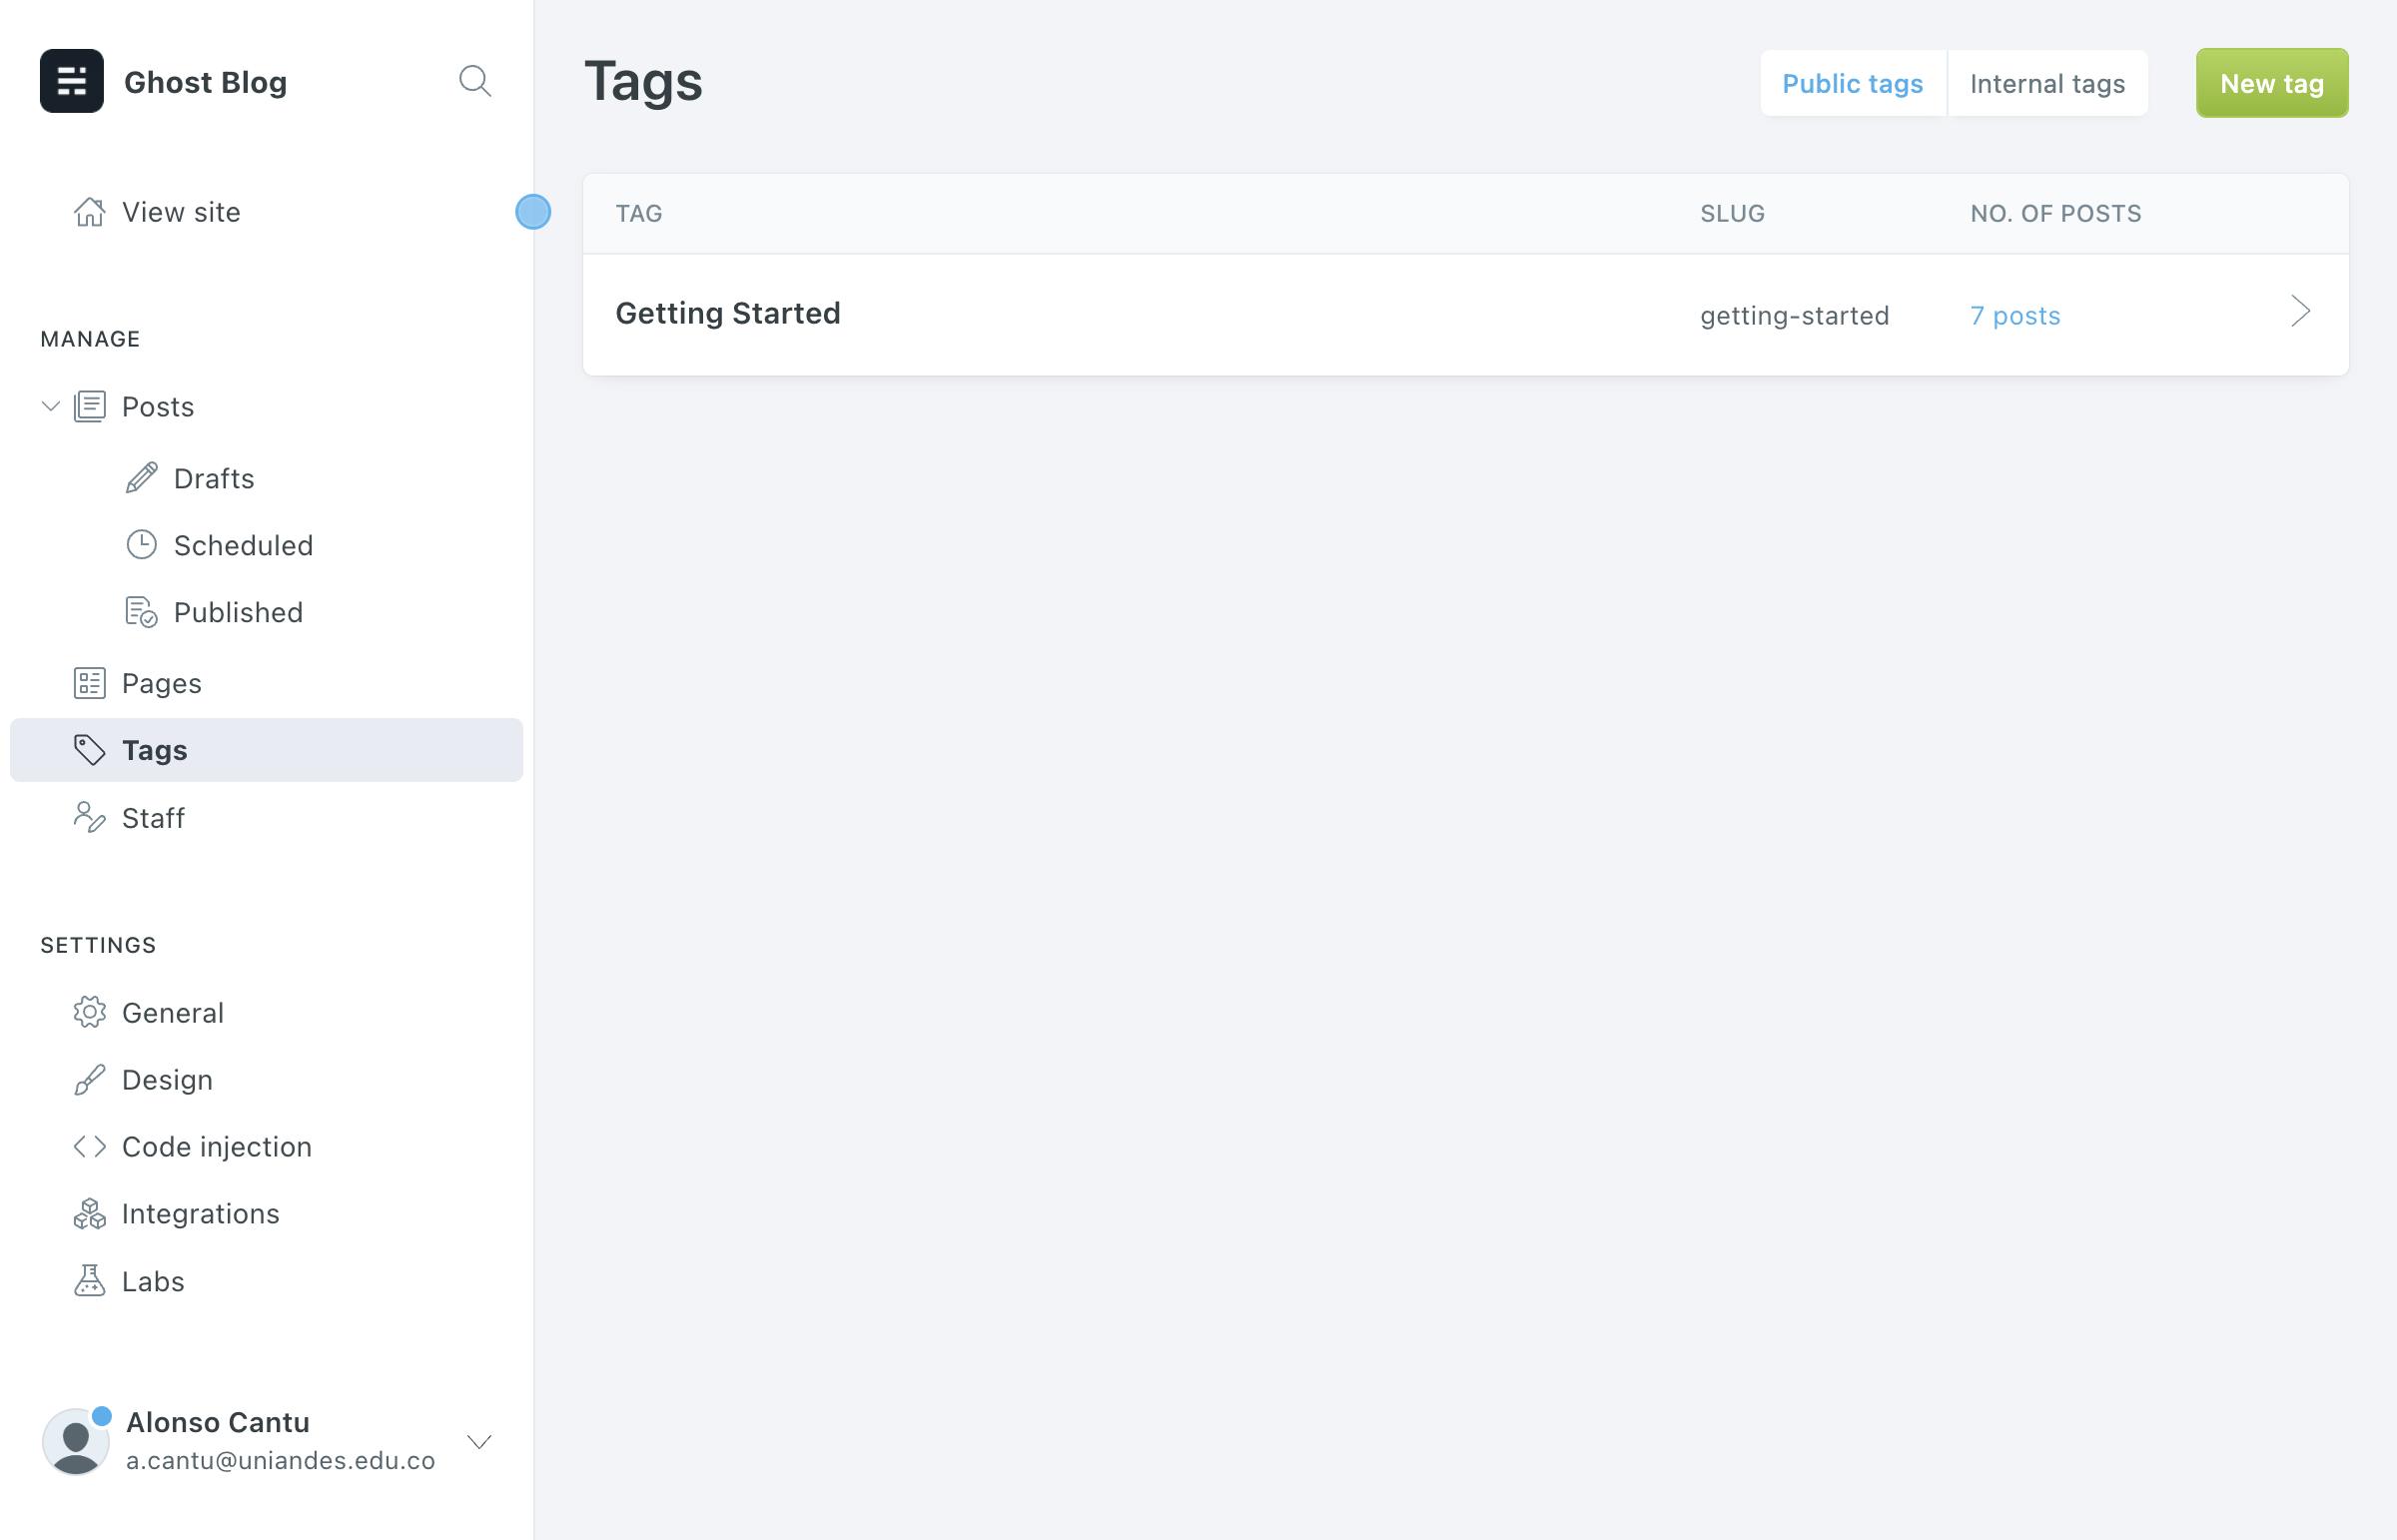 Ghost Blog
View site
MANAGE
Posts
Drafts
Scheduled
Published
Pages
Tags
Staff
SETTINGS
General
Design
Code injection
Integrations
Labs
Alonso Cantu
a.cantu@uniandes.edu.co
Tags
Public tags
Internal tags
New tag
TAG SLUG NO. OF POSTS
Getting Started getting-started 7 posts